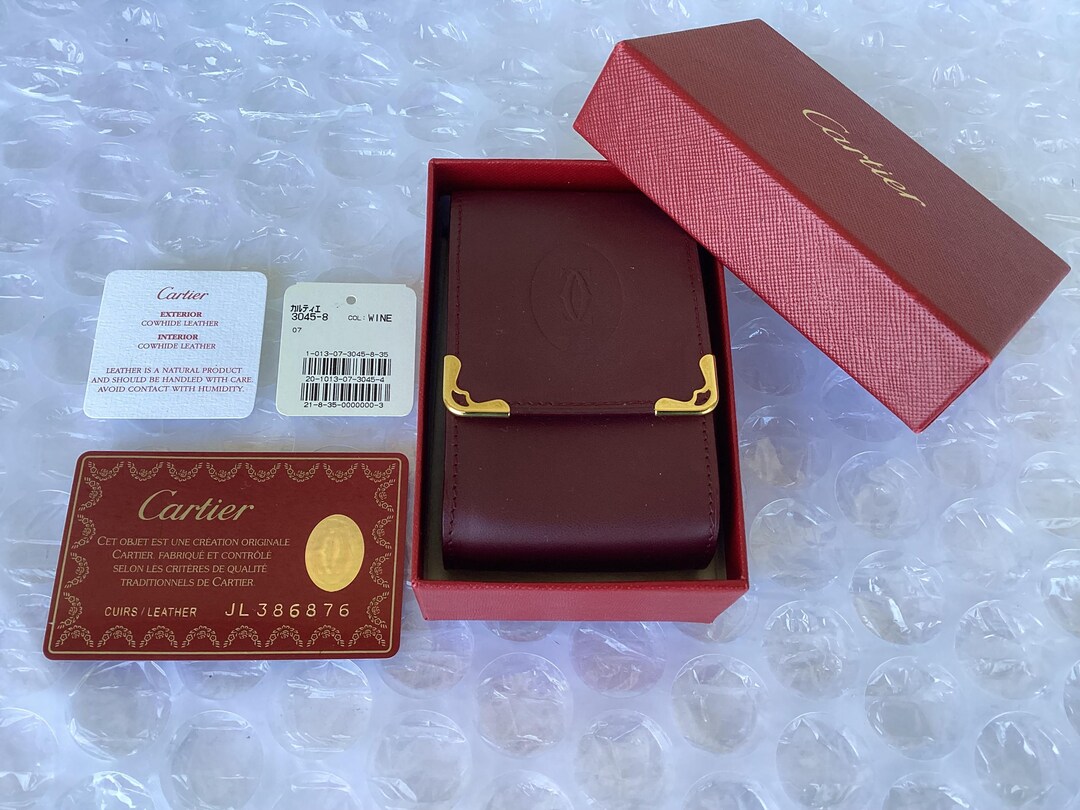 Cartier
Cartier
EXTERIOR
COWHIDE LEATHER
INTERIOR
COWHIDE LEATHER
LEATHER IS A NATURAL PRODUCT
AND SHOULD BE HANDLED WITH CARE.
AVOID CONTACT WITH HUMIDITY.
カルティエ
3045-8 COL: WINE
07
1-013-07-3045-8-35
20-1013-07-3045-4
21-8-35-0000000-3
Cartier
CET OBJET EST UNE CRÉATION ORIGINALE
CARTIER. FABRIQUÉ ET CONTRÔLÉ
SELON LES CRITÈRES DE QUALITÉ
TRADITIONNELS DE CARTIER.
CUIRS / LEATHER JL386876